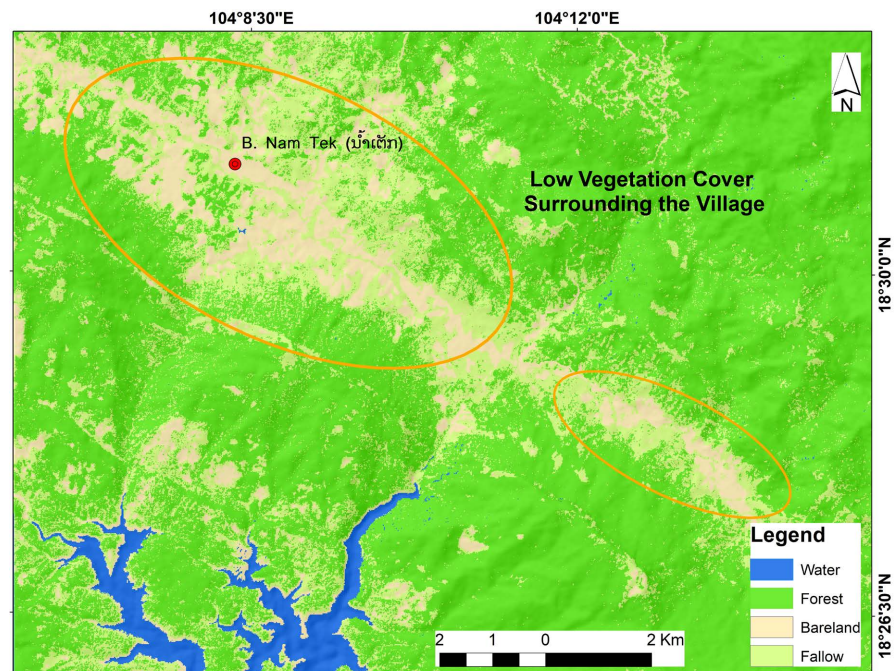 104°8'30"E
104°12'0"E
N
B. Nam Tek (ນ້ຳເຕັກ)
Low Vegetation Cover
Surrounding the Village
18°30'0"N
18°26'30"N
Legend
Water
Forest
Bareland
Fallow
2 1 0 2 Km